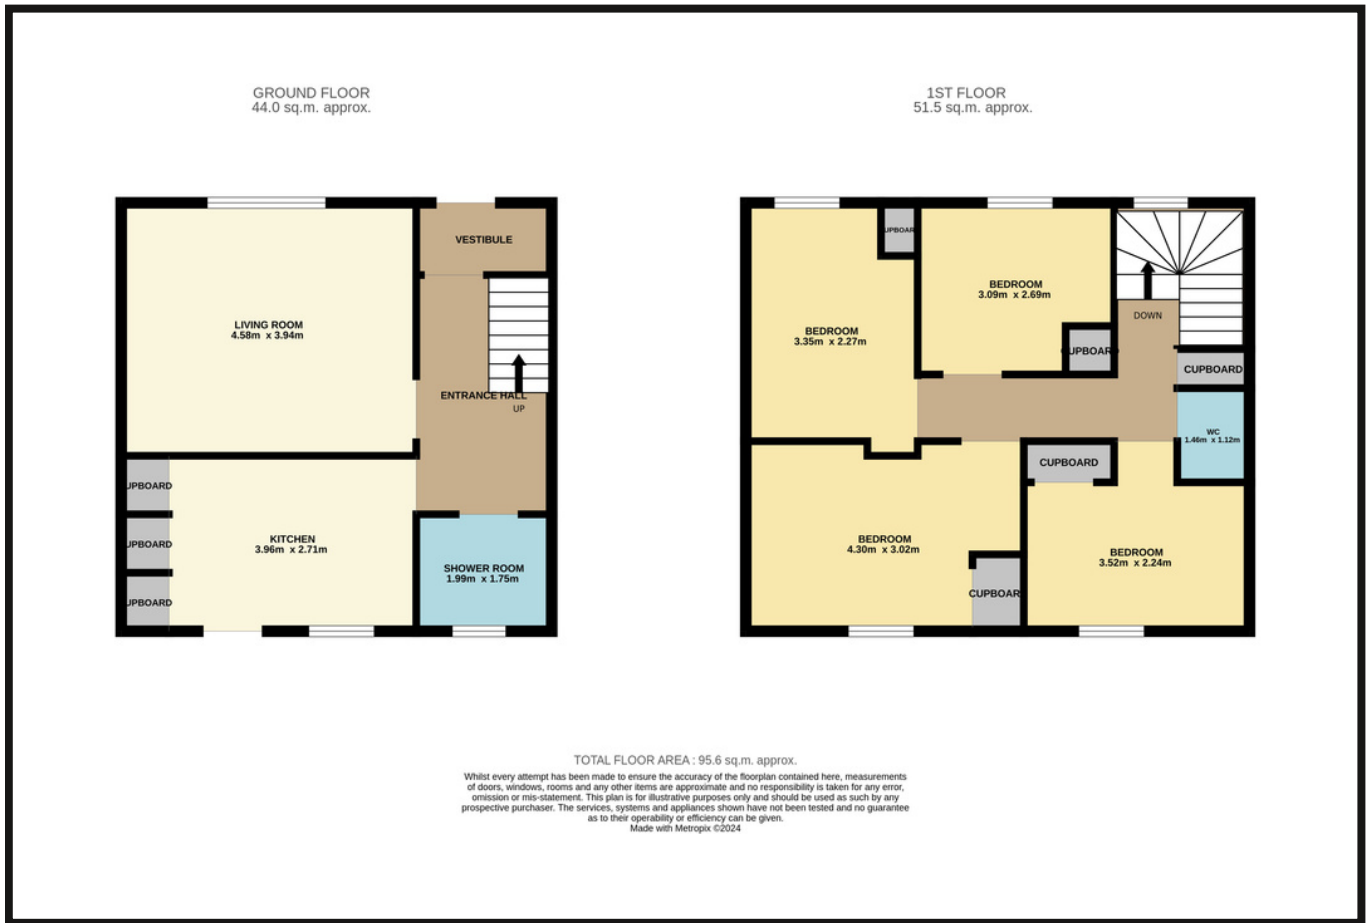 GROUND FLOOR
44.0 sq.m. approx.
VESTIBULE
LIVING ROOM
4.58m x 3.94m
ENTRANCE HALL
UP
UPBOARD
UPBOARD
UPBOARD
KITCHEN
3.96m x 2.71m
SHOWER ROOM
1.99m x 1.75m
1ST FLOOR
51.5 sq.m. approx.
UPBOAR
BEDROOM
3.09m x 2.69m
DOWN
BEDROOM
3.35m x 2.27m
CUPBOARD
CUPBOARD
WC
1.46m x 1.12m
CUPBOARD
BEDROOM
4.30m x 3.02m
BEDROOM
3.52m x 2.24m
CUPBOAR
TOTAL FLOOR AREA : 95.6 sq.m. approx.
Whilst every attempt has been made to ensure the accuracy of the floorplan contained here, measurements
of doors, windows, rooms and any other items are approximate and no responsibility is taken for any error,
omission or mis-statement. This plan is for illustrative purposes only and should be used as such by any
prospective purchaser. The services, systems and appliances shown have not been tested and no guarantee
as to their operability or efficiency can be given.
Made with Metropix ©2024